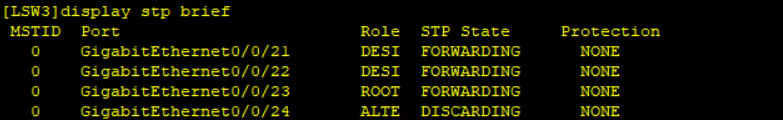 [LSW3]display stp brief
MSTID Port Role STP State Protection
0 GigabitEthernet0/0/21 DESI FORWARDING NONE
0 GigabitEthernet0/0/22 DESI FORWARDING NONE
0 GigabitEthernet0/0/23 ROOT FORWARDING NONE
0 GigabitEthernet0/0/24 ALTE DISCARDING NONE